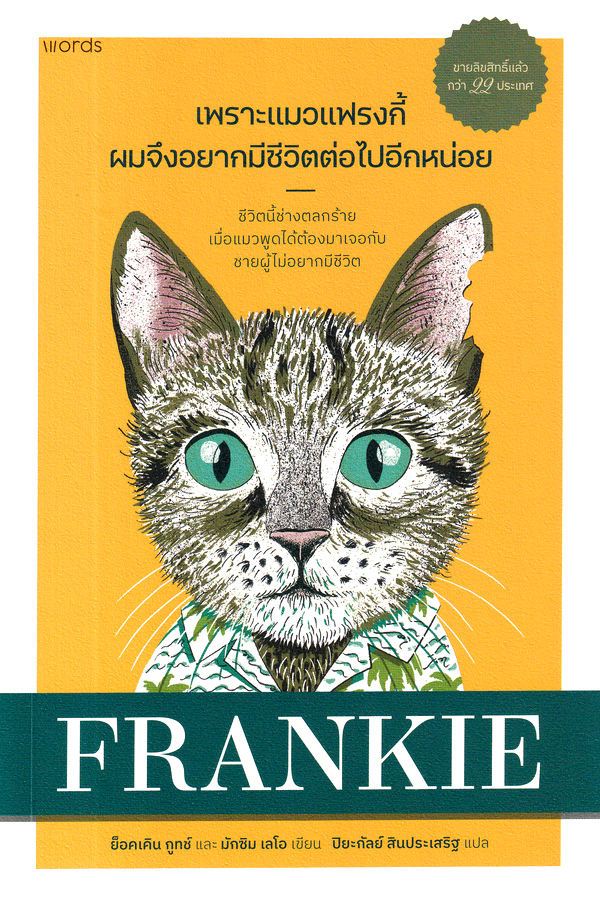 words
ขายลิขสิทธิ์แล้ว
กว่า 22 ประเทศ
เพราะแมวแฟรงกี้
ผมจึงอยากมีชีวิตต่อไปอีกหน่อย
ชีวิตนี้ช่างตลกร้าย
เมื่อแมวพูดได้ต้องมาเจอกับ
ชายผู้ไม่อยากมีชีวิต
FRANKIE
ย็อคเคิน กูทช์ และ มักซิม เลโอ เขียน ปิยะกัลย์ สินประเสริฐ แปล